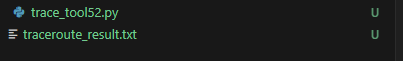 trace_tool52.py U
traceroute_result.txt U